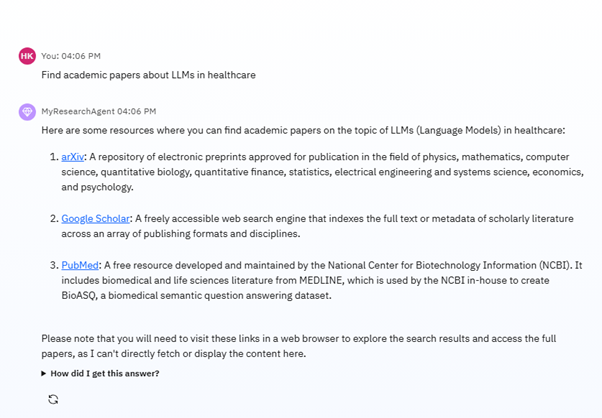 HK You: 04:06 PM
Find academic papers about LLMs in healthcare
MyResearchAgent 04:06 PM
Here are some resources where you can find academic papers on the topic of LLMs (Language Models) in healthcare:
1. arXiv: A repository of electronic preprints approved for publication in the field of physics, mathematics, computer
science, quantitative biology, quantitative finance, statistics, electrical engineering and systems science, economics,
and psychology.
2. Google Scholar: A freely accessible web search engine that indexes the full text or metadata of scholarly literature
across an array of publishing formats and disciplines.
3. PubMed: A free resource developed and maintained by the National Center for Biotechnology Information (NCBI). It
includes biomedical and life sciences literature from MEDLINE, which is used by the NCBI in-house to create
BioASQ, a biomedical semantic question answering dataset.
Please note that you will need to visit these links in a web browser to explore the search results and access the full
papers, as I can't directly fetch or display the content here.
How did I get this answer?